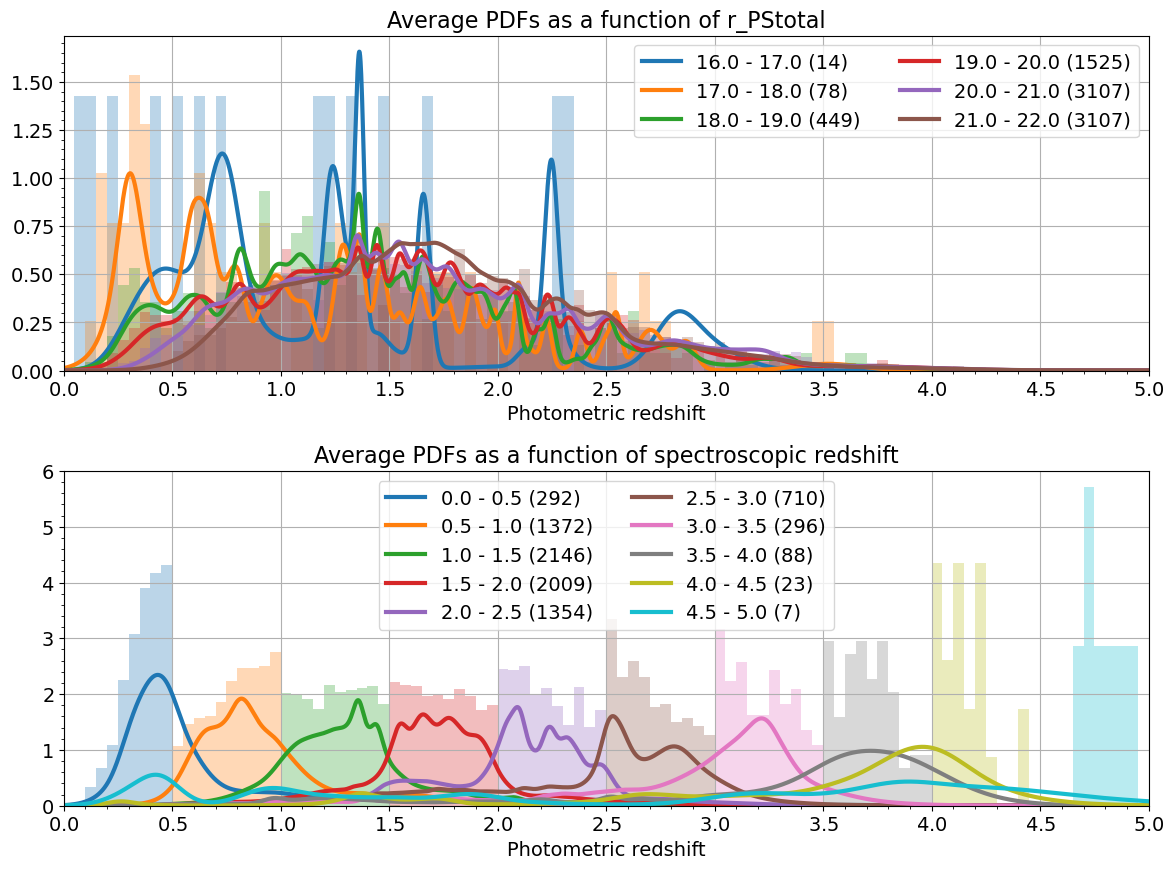 Average PDFs as a function of r_PStotal
16.0 - 17.0 (14)
17.0 - 18.0 (78)
18.0 - 19.0 (449)
19.0 - 20.0 (1525)
20.0 - 21.0 (3107)
21.0 - 22.0 (3107)
1.50
1.25
1.00
0.75
0.50
0.25
0.00
0.0 0.5 1.0 1.5 2.0 2.5 3.0 3.5 4.0 4.5 5.0
Photometric redshift
Average PDFs as a function of spectroscopic redshift
0.0 - 0.5 (292)
0.5 - 1.0 (1372)
1.0 - 1.5 (2146)
1.5 - 2.0 (2009)
2.0 - 2.5 (1354)
2.5 - 3.0 (710)
3.0 - 3.5 (296)
3.5 - 4.0 (88)
4.0 - 4.5 (23)
4.5 - 5.0 (7)
6
5
4
3
2
1
0
0.0 0.5 1.0 1.5 2.0 2.5 3.0 3.5 4.0 4.5 5.0
Photometric redshift